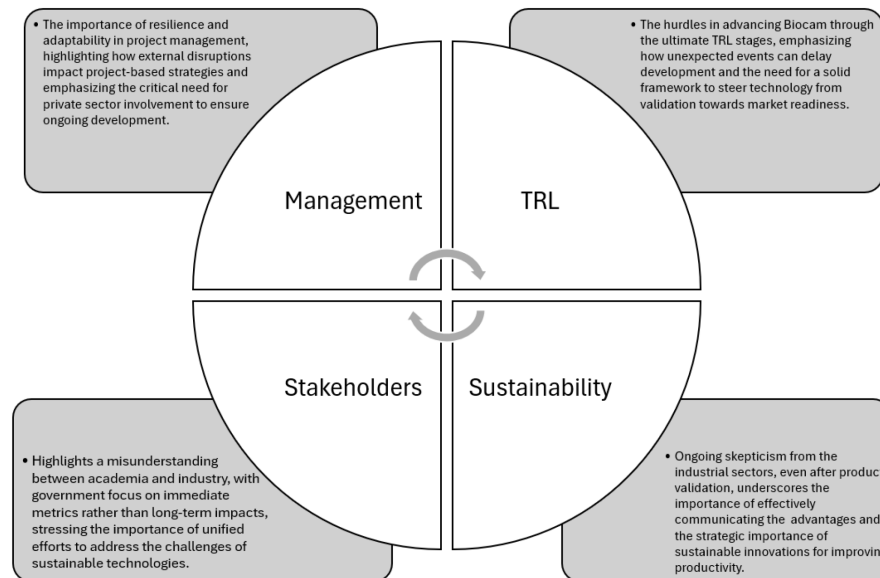 • The importance of resilience and
adaptability in project management,
highlighting how external disruptions
impact project-based strategies and
emphasizing the critical need for
private sector involvement to ensure
ongoing development.
• The hurdles in advancing Biocam through
the ultimate TRL stages, emphasizing
how unexpected events can delay
development and the need for a solid
framework to steer technology from
validation towards market readiness.
Management
TRL
Stakeholders
Sustainability
• Highlights a misunderstanding
between academia and industry, with
government focus on immediate
metrics rather than long-term impacts,
stressing the importance of unified
efforts to address the challenges of
sustainable technologies.
• Ongoing skepticism from the
industrial sectors, even after product
validation, underscores the
importance of effectively
communicating the advantages and
the strategic importance of
sustainable innovations for improvin
productivity.